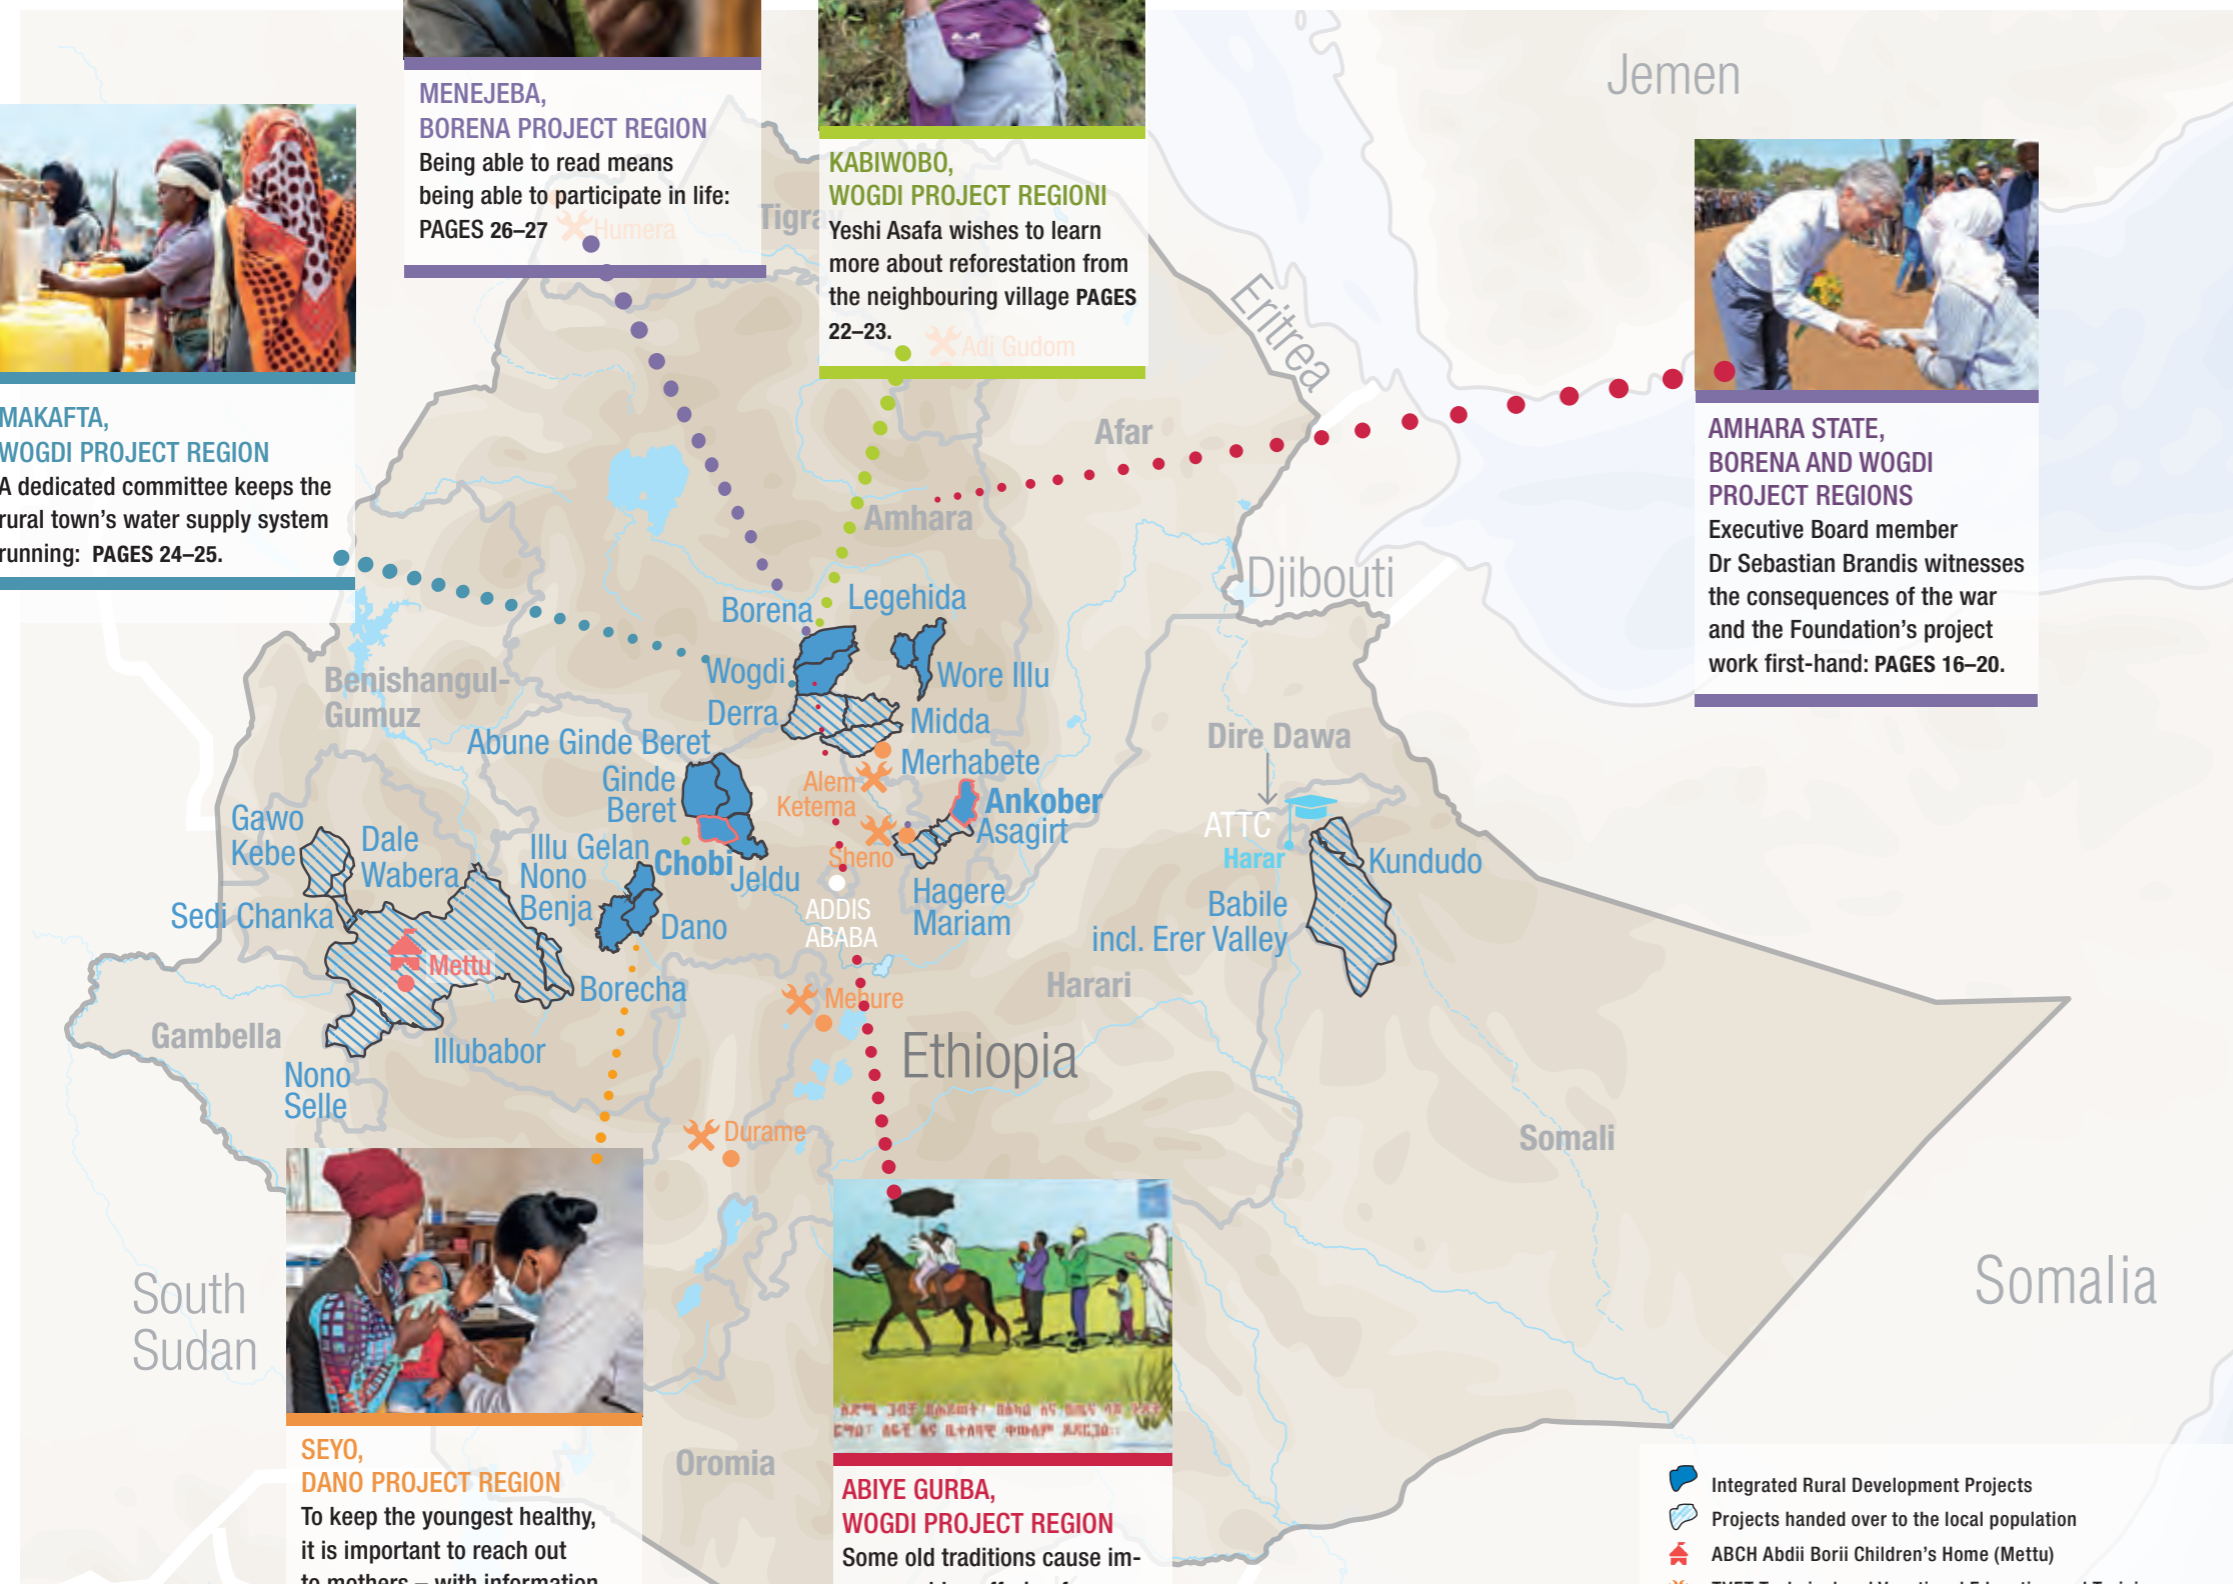 MENEJEBA,
BORENA PROJECT REGION
Being able to read means
being able to participate in life:
PAGES 26–27
Humera
KABIWOBO,
WOGDI PROJECT REGIONI
Yeshi Asafa wishes to learn
more about reforestation from
the neighbouring village PAGES
22–23.
Adi Gudom
Jemen
MAKAFTA,
WOGDI PROJECT REGION
A dedicated committee keeps the
rural town’s water supply system
running: PAGES 24–25.
AMHARA STATE,
BORENA AND WOGDI
PROJECT REGIONS
Executive Board member
Dr Sebastian Brandis witnesses
the consequences of the war
and the Foundation’s project
work first-hand: PAGES 16–20.
Eritrea
Afar
Amhara
Djibouti
Borena
Legehida
Wogdi
Wore Illu
Benishangul-
Gumuz
Derra
Midda
Abune Ginde Beret
Merhabete
Dire Dawa
Ginde
Beret
Alem
Ketema
Ankober
Asagirt
Gawo
Kebe
Dale
Wabera
Illu Gelan
Chobi
Sheno
ATTC
Harar
Kundudo
Nono
Benja
Jeldu
Hagere
Mariam
Babile
incl. Erer Valley
Sedi Chanka
Dano
ADDIS
ABABA
Mettu
Borecha
Mehure
Harari
Gambella
Illubabor
Ethiopia
Nono
Selle
Durame
Somali
South
Sudan
Somalia
Oromia
SEYO,
DANO PROJECT REGION
To keep the youngest healthy,
it is important to reach out
to mothers – with information
ABIYE GURBA,
WOGDI PROJECT REGION
Some old traditions cause im-
Integrated Rural Development Projects
Projects handed over to the local population
ABCH Abdii Borii Children’s Home (Mettu)